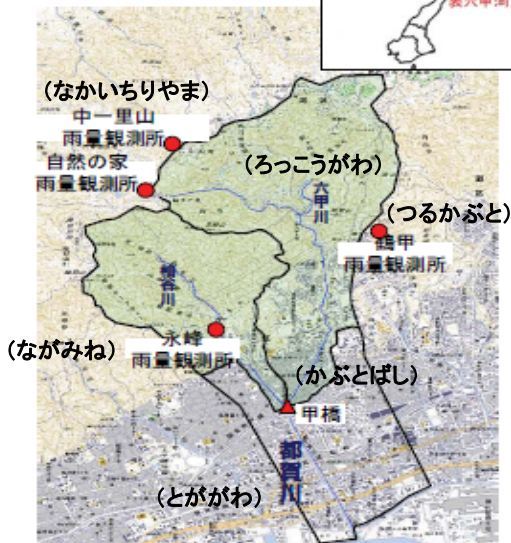 (なかいちりやま)
中一里山
雨量観測所
自然の家
雨量観測所
(ろっこうがわ)
六甲川
(つるかぶと)
鶴甲
雨量観測所
(ながみね)
永峰
雨量観測所
(かぶとばし)
甲橋
都賀川
(とががわ)